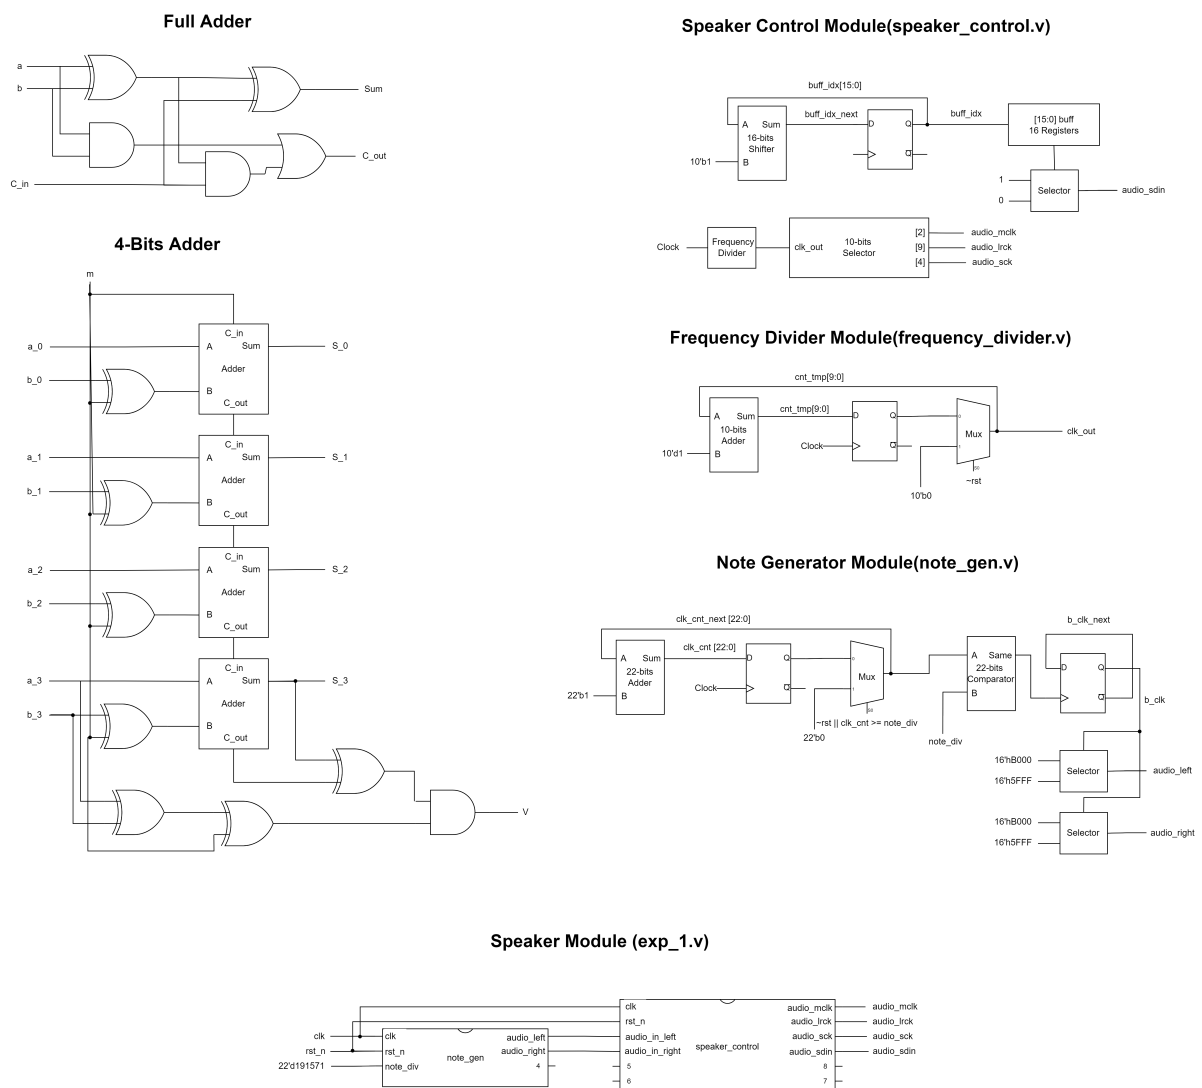 Full Adder
a
b
Sum
C_out
C_in
4-Bits Adder
m
C_in
a_0
A
Sum
S_0
Adder
b_0
B
C_out
C_in
a_1
A
Sum
S_1
Adder
b_1
B
C_out
C_in
a_2
A
Sum
S_2
Adder
b_2
B
C_out
C_in
a_3
A
Sum
S_3
Adder
b_3
B
C_out
V
Speaker Control Module(speaker_control.v)
buff_idx[15:0]
A
Sum
16-bits
Shifter
10'b1
B
buff_idx_next
D
Q
Q
buff_idx
[15:0] buff
16 Registers
1
0
Selector
audio_sdin
Clock
Frequency
Divider
clk_out
10-bits
Selector
[2]
audio_mclk
[9]
audio_lrck
[4]
audio_sck
Frequency Divider Module(frequency_divider.v)
cnt_tmp[9:0]
A
Sum
10-bits
Adder
10'd1
B
cnt_tmp[9:0]
D
Q
Clock
Q
0
1
Mux
S0
~rst
10'b0
clk_out
Note Generator Module(note_gen.v)
clk_cnt_next [22:0]
A
Sum
22-bits
Adder
22'b1
B
clk_cnt [22:0]
D
Q
Clock
Q
0
1
Mux
S0
~rst || clk_cnt >= note_div
22'b0
A
Same
22-bits
Comparator
B
note_div
b_clk_next
D
Q
Q
b_clk
16'hB000
16'h5FFF
Selector
audio_left
16'hB000
16'h5FFF
Selector
audio_right
Speaker Module (exp_1.v)
clk
rst_n
22'd191571
clk
rst_n
note_div
note_gen
audio_left
audio_right
4
clk
rst_n
audio_in_left
audio_in_right
5
6
speaker_control
audio_mclk
audio_lrck
audio_sck
audio_sdin
8
7
audio_mclk
audio_lrck
audio_sck
audio_sdin